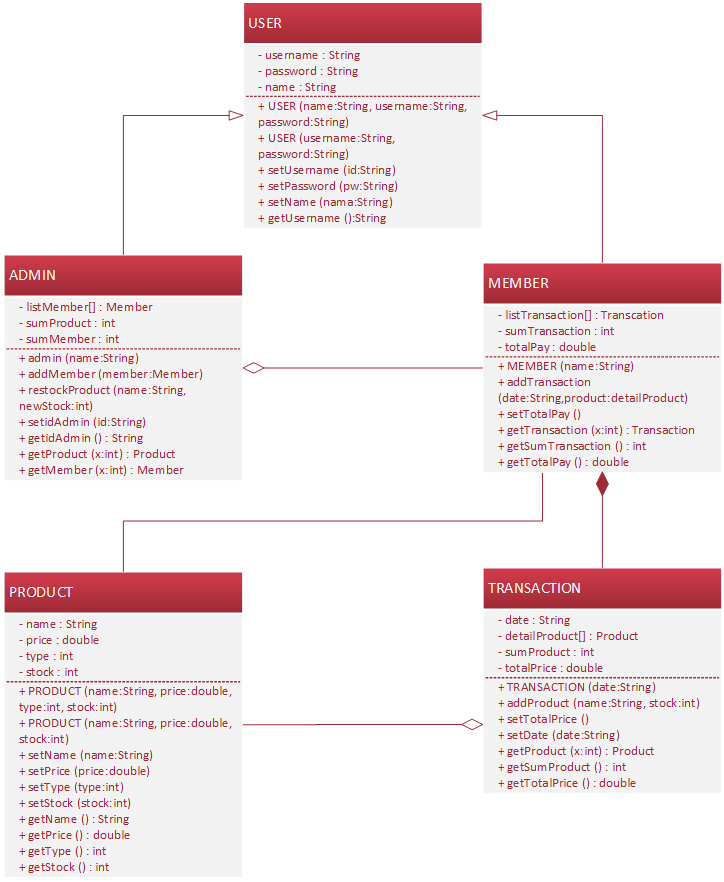 USER
- username : String
- password : String
- name : String
+ USER (name:String, username:String,
password:String)
+ USER (username:String,
password:String)
+ setUsername (id:String)
+ setPassword (pw:String)
+ setName (nama:String)
+ getUsername ():String
ADMIN
- listMember[] : Member
- sumProduct : int
- sumMember : int
+ admin (name:String)
+ addMember (member:Member)
+ restockProduct (name:String,
newStock:int)
+ setidAdmin (id:String)
+ getidAdmin () : String
+ getProduct (x:int) : Product
+ getMember (x:int) : Member
MEMBER
- listTransaction[] : Transcation
- sumTransaction : int
- totalPay : double
+ MEMBER (name:String)
+ addTransaction
(date:String,product:detailProduct)
+ setTotalPay ()
+ getTransaction (x:int) : Transaction
+ getSumTransaction () : int
+ getTotalPay () : double
PRODUCT
- name : String
- price : double
- type : int
- stock : int
+ PRODUCT (name:String, price:double,
type:int, stock:int)
+ PRODUCT (name:String, price:double,
stock:int)
+ setName (name:String)
+ setPrice (price:double)
+ setType (type:int)
+ setStock (stock:int)
+ getName () : String
+ getPrice () : double
+ getType () : int
+ getStock () : int
TRANSACTION
- date : String
- detailProduct[] : Product
- sumProduct : int
- totalPrice : double
+ TRANSACTION (date:String)
+ addProduct (name:String, stock:int)
+ setTotalPrice ()
+ setDate (date:String)
+ getProduct (x:int) : Product
+ getSumProduct () : int
+ getTotalPrice () : double